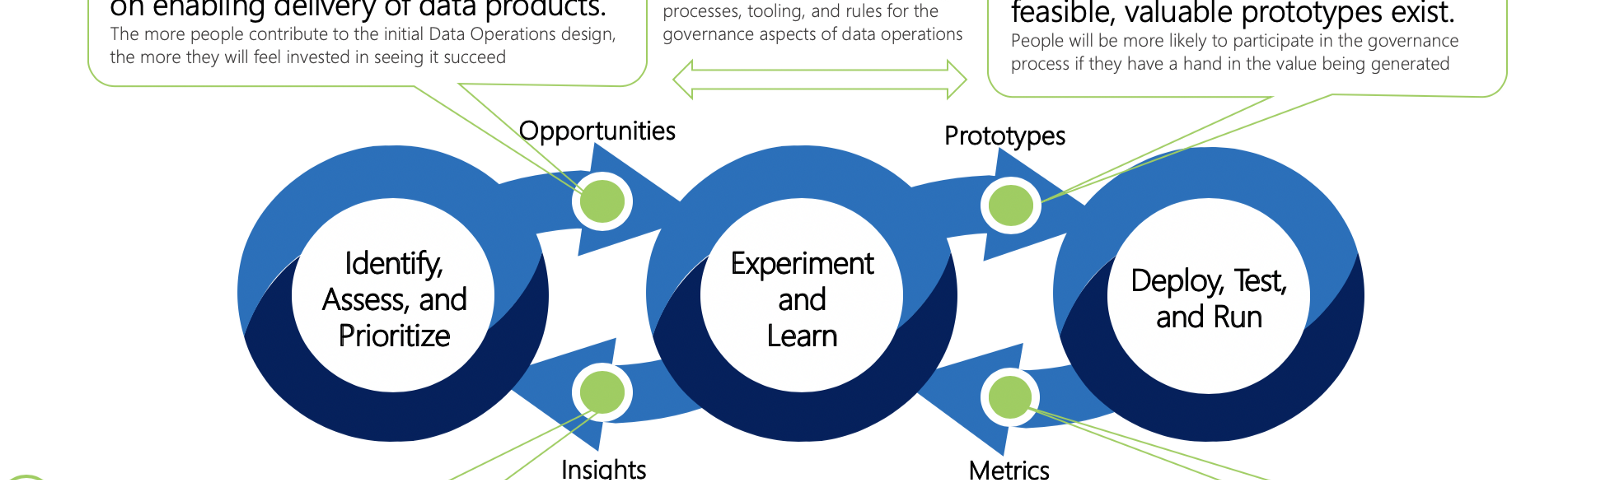 on enabling delivery of data products.
The more people contribute to the initial Data Operations design,
the more they will feel invested in seeing it succeed
processes, tooling, and rules for the
governance aspects of data operations
feasible, valuable prototypes exist.
People will be more likely to participate in the governance
process if they have a hand in the value being generated
Opportunities
Prototypes
Identify,
Assess, and
Prioritize
Experiment
and
Learn
Deploy, Test,
and Run
Insights
Metrics